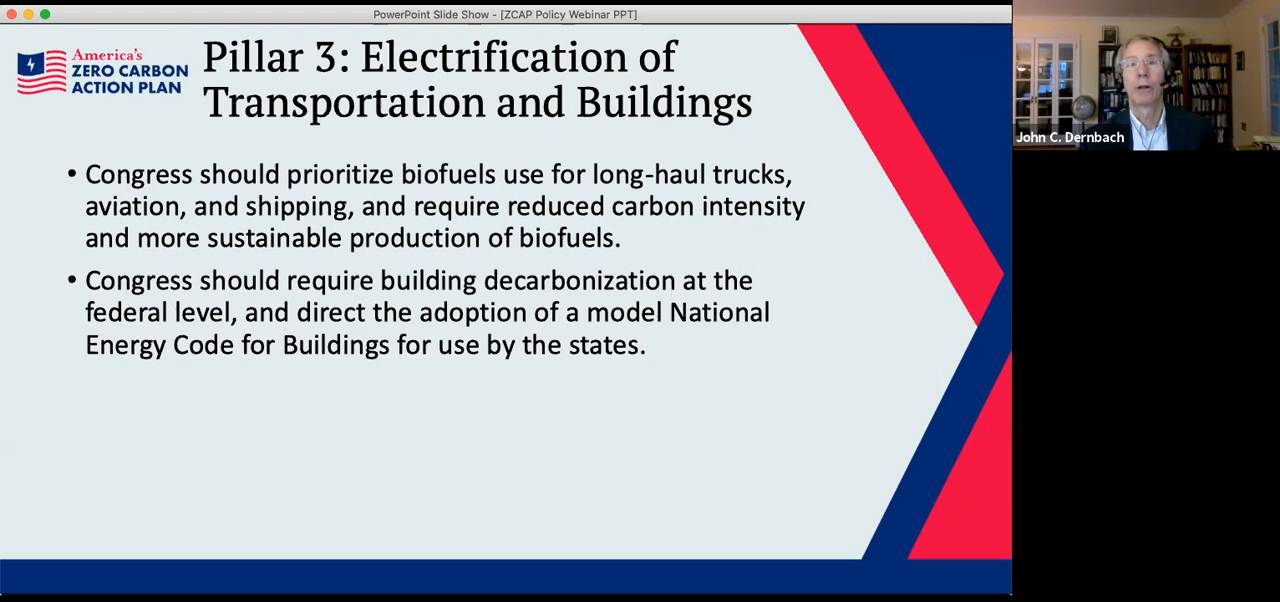 PowerPoint Slide Show - [ZCAP Policy Webinar PPT]
America's
ZERO CARBON
ACTION PLAN
Pillar 3: Electrification of
Transportation and Buildings
• Congress should prioritize biofuels use for long-haul trucks,
aviation, and shipping, and require reduced carbon intensity
and more sustainable production of biofuels.
• Congress should require building decarbonization at the
federal level, and direct the adoption of a model National
Energy Code for Buildings for use by the states.
John C. Dernbach